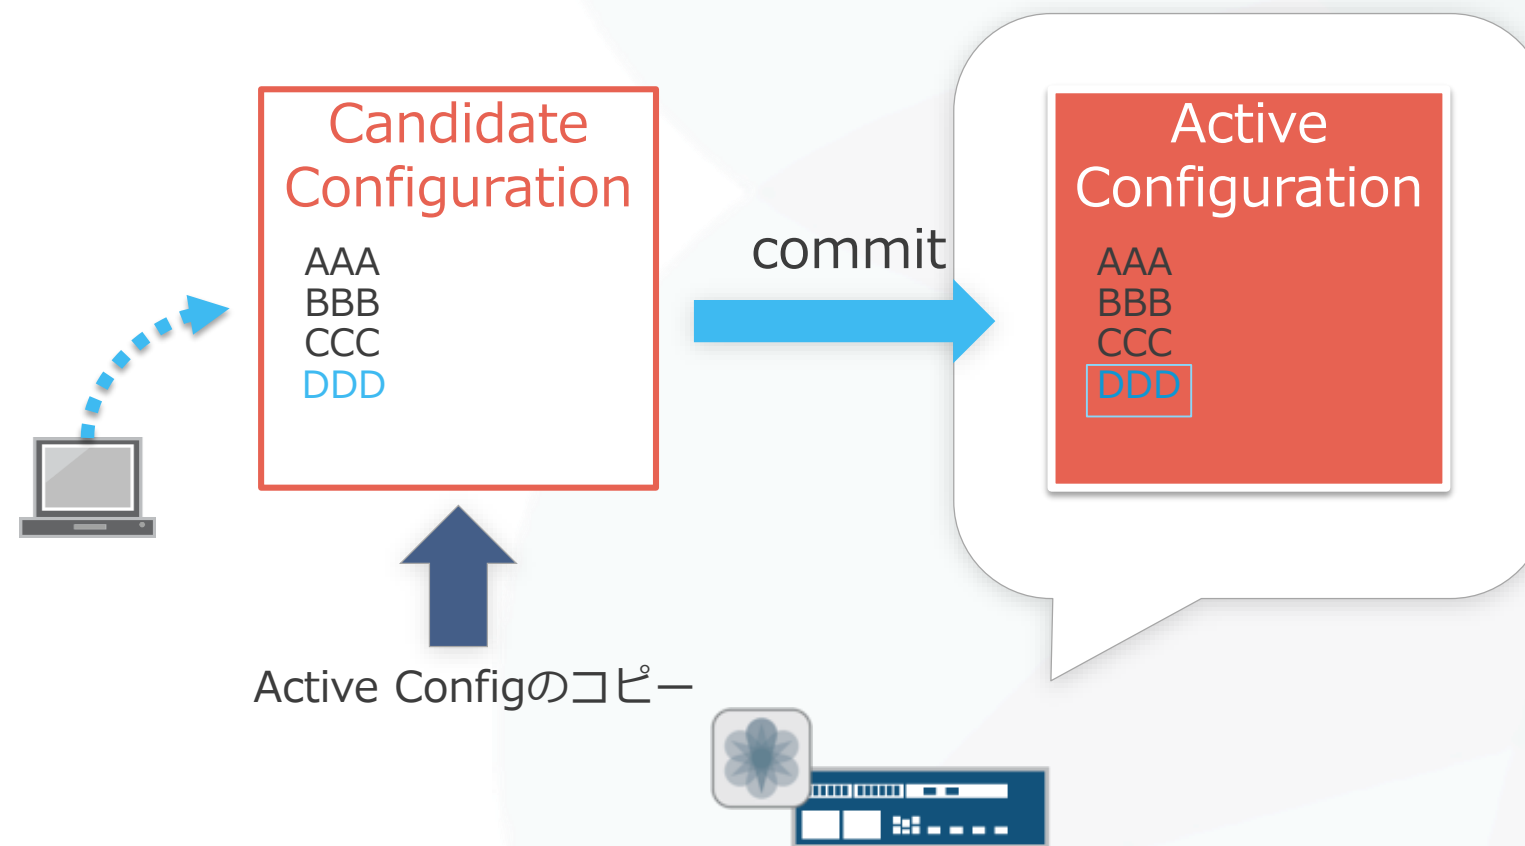 Candidate
Configuration
AAA
BBB
CCC
DDD
commit
Active
Configuration
AAA
BBB
CCC
DDD
Active Configのコピー